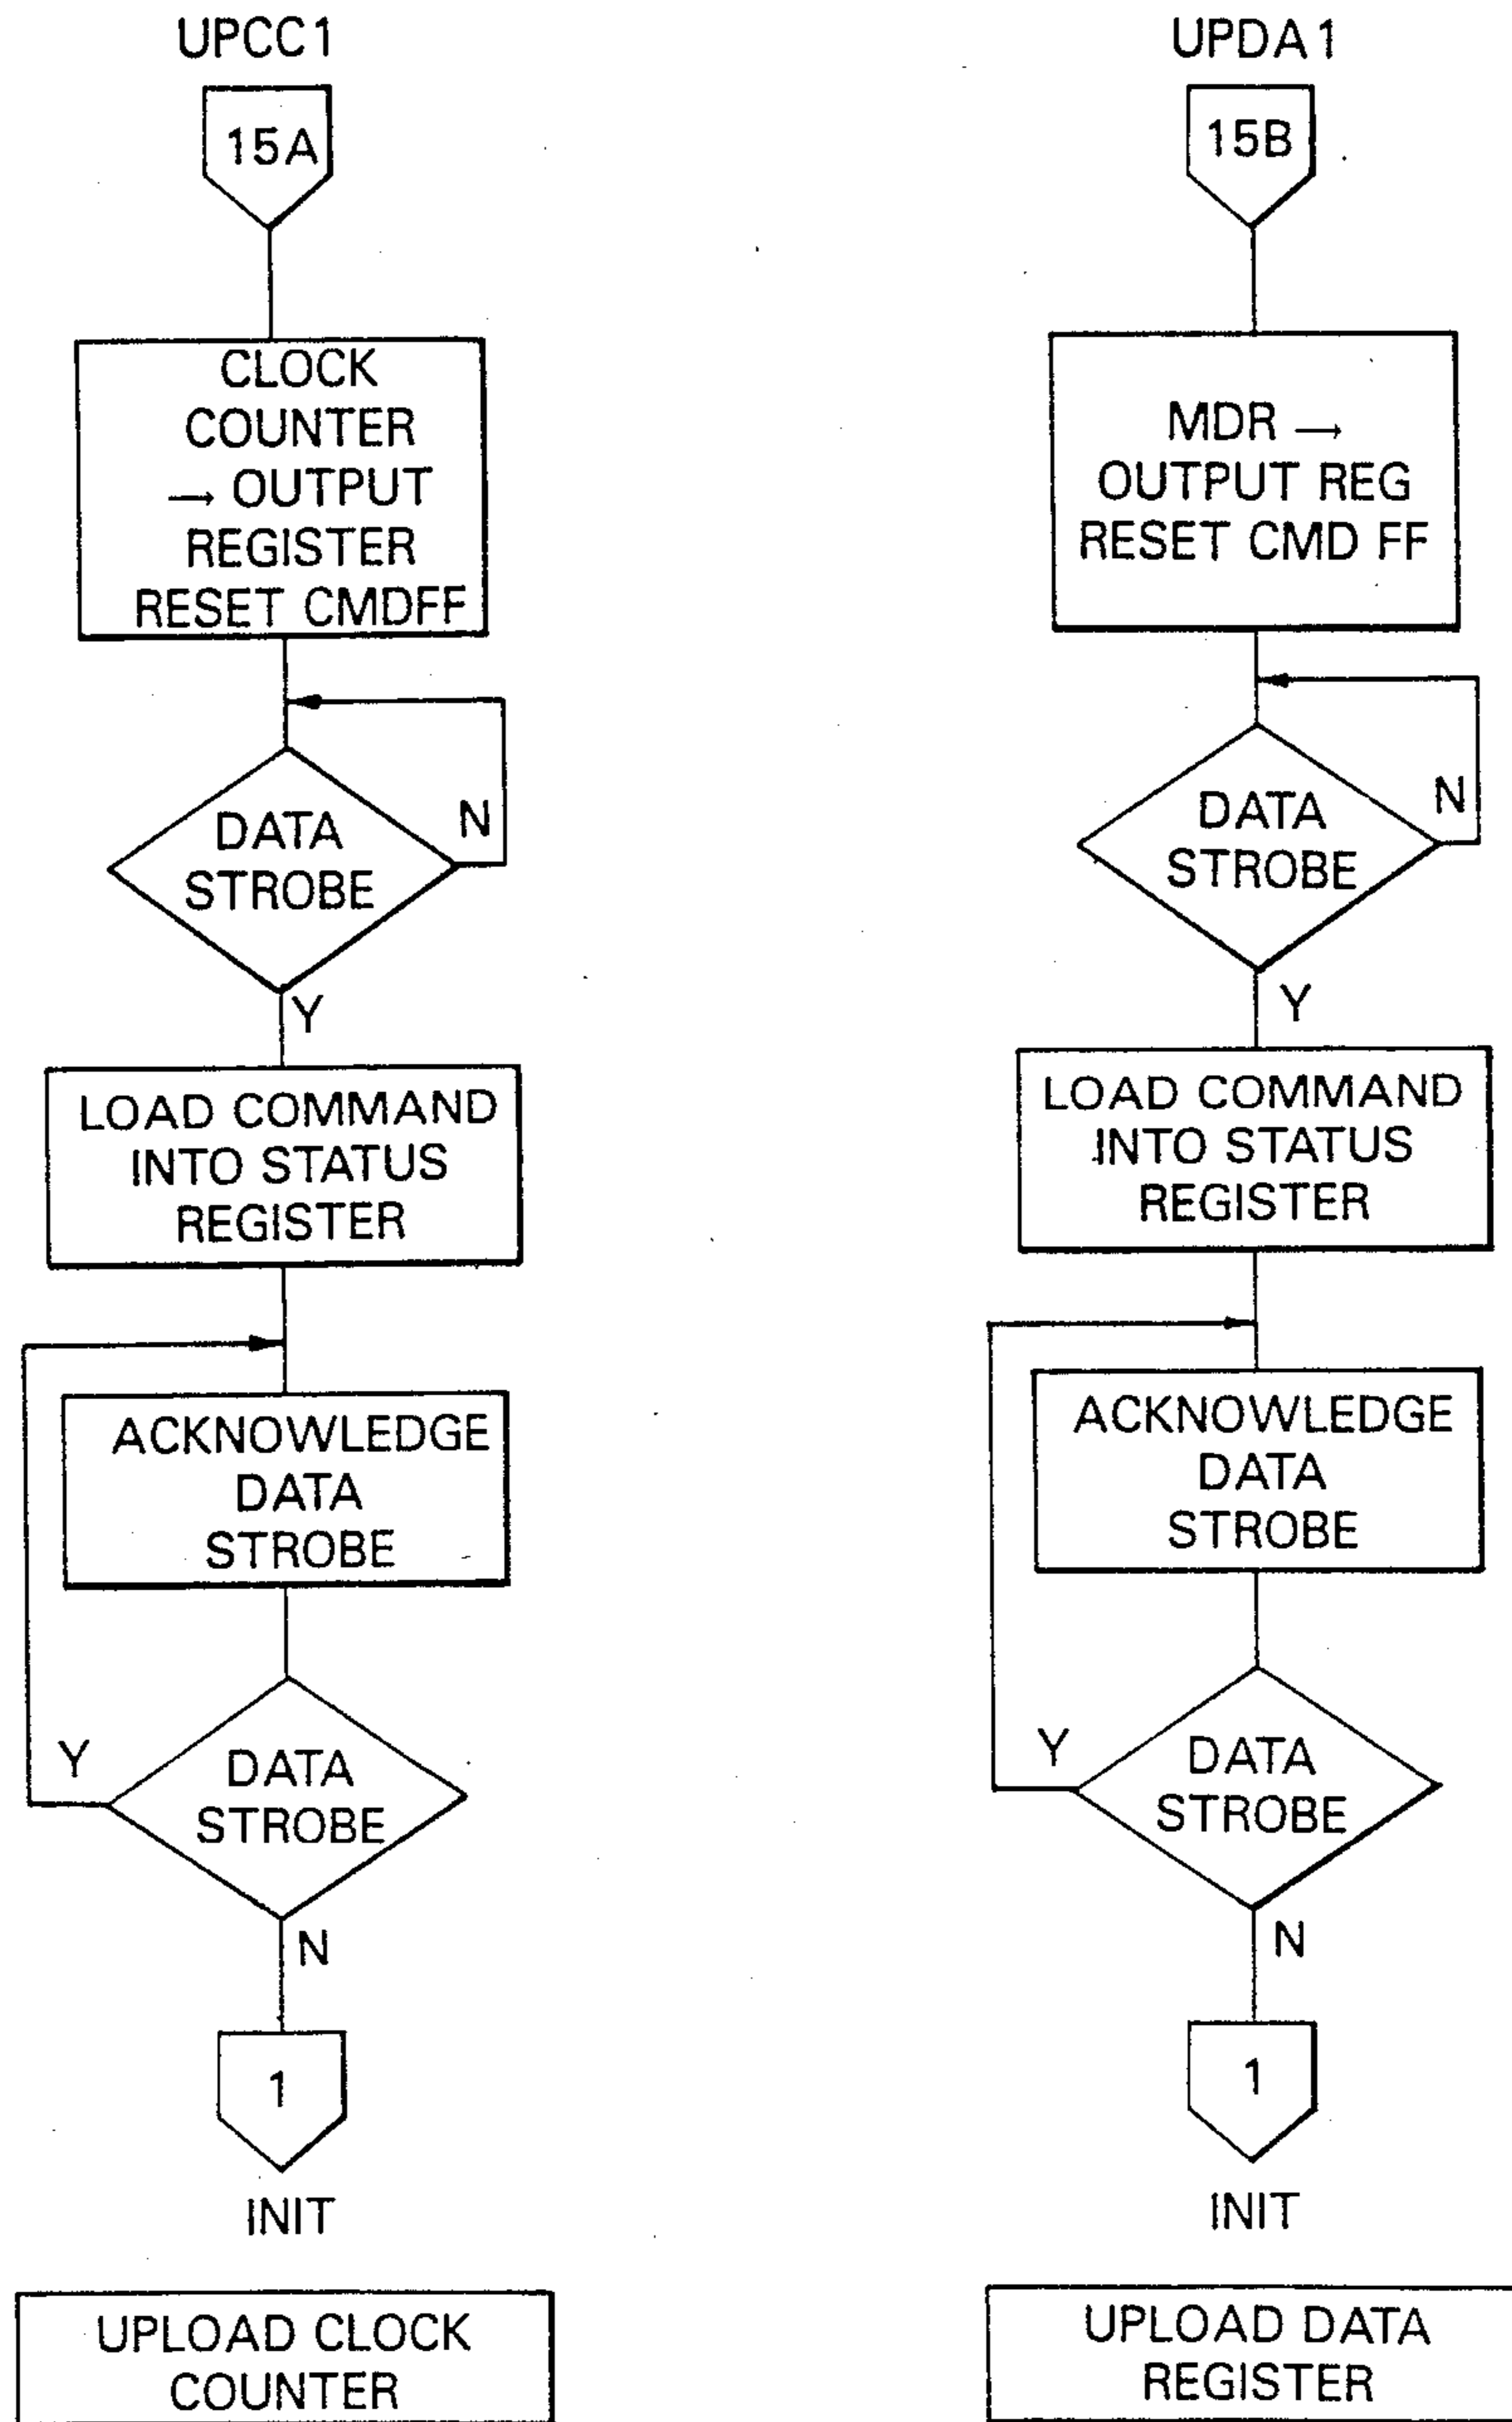 UPCC1
15A
CLOCK
COUNTER
→ OUTPUT
REGISTER
RESET CMDFF
DATA
STROBE
N
Y
LOAD COMMAND
INTO STATUS
REGISTER
ACKNOWLEDGE
DATA
STROBE
DATA
STROBE
Y
N
1
INIT
UPLOAD CLOCK
COUNTER
UPDA1
15B
MDR →
OUTPUT REG
RESET CMD FF
DATA
STROBE
N
Y
LOAD COMMAND
INTO STATUS
REGISTER
ACKNOWLEDGE
DATA
STROBE
DATA
STROBE
Y
N
1
INIT
UPLOAD DATA
REGISTER